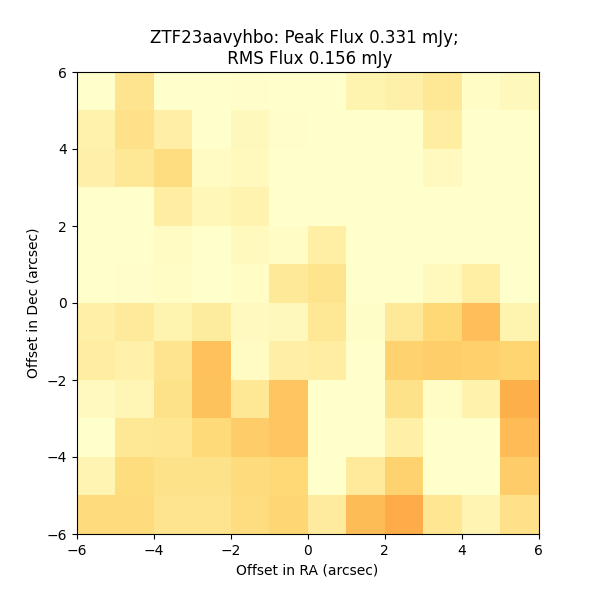 ZTF23aavyhbo: Peak Flux 0.331 mJy;
RMS Flux 0.156 mJy
6
4
2
0
−2
−4
−6
Offset in Dec (arcsec)
−6 −4 −2 0 2 4 6
Offset in RA (arcsec)